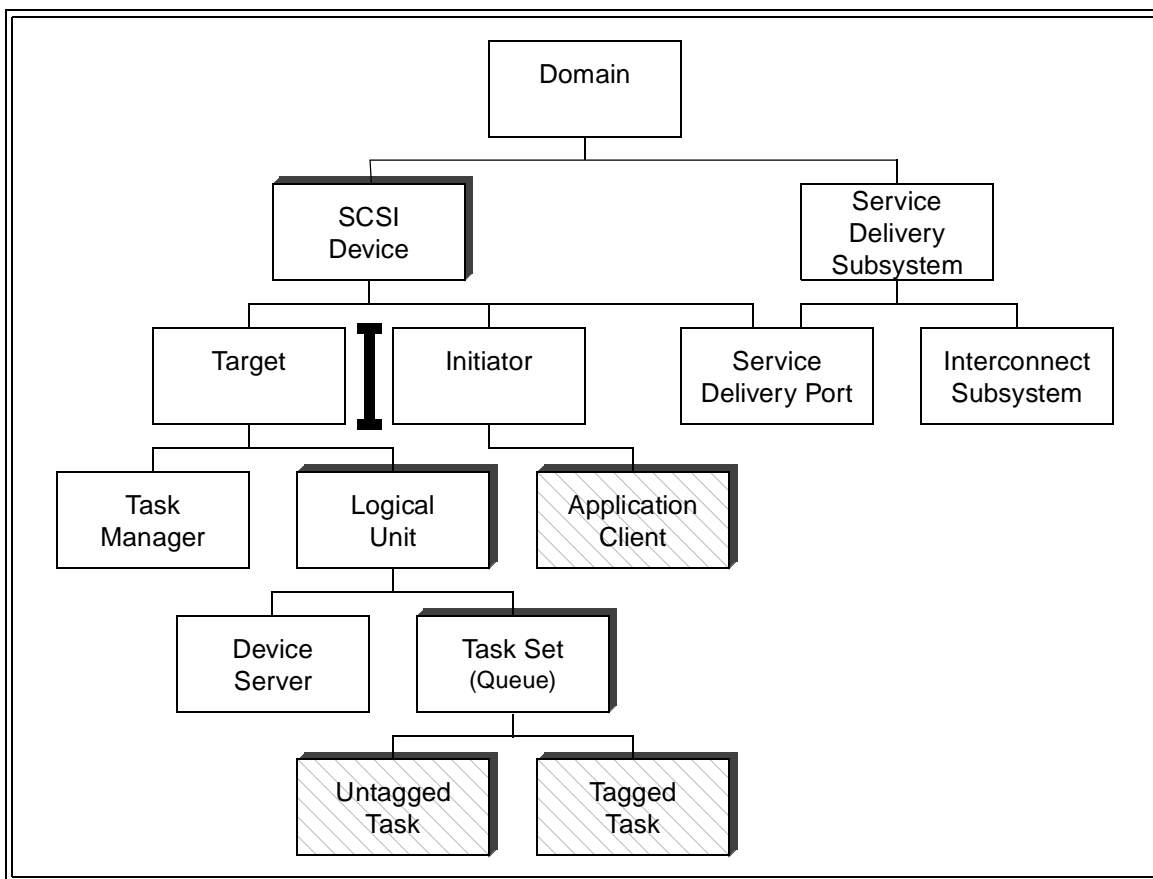 Domain
SCSI
Device
Service
Delivery
Subsystem
Target
Initiator
Service
Delivery Port
Interconnect
Subsystem
Task
Manager
Logical
Unit
Application
Client
Device
Server
Task Set
(Queue)
Untagged
Task
Tagged
Task